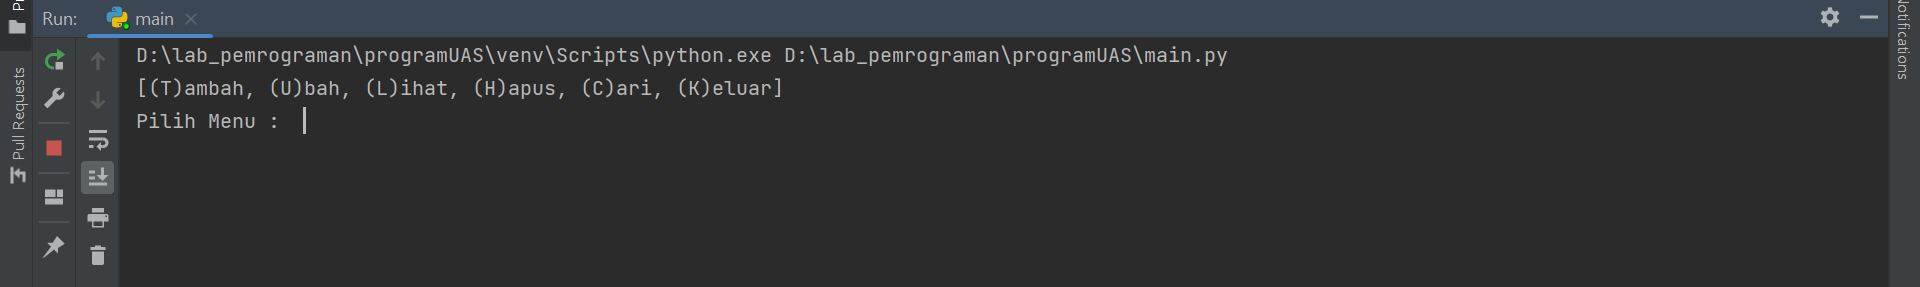 Run:
main
D:\lab_pemrograman\programUAS\venv\Scripts\python.exe D:\lab_pemrograman\programUAS\main.py
[(T)ambah, (U)bah, (L)ihat, (H)apus, (C)ari, (K)eluar]
Pilih Menu :
Pull Requests
Notifications